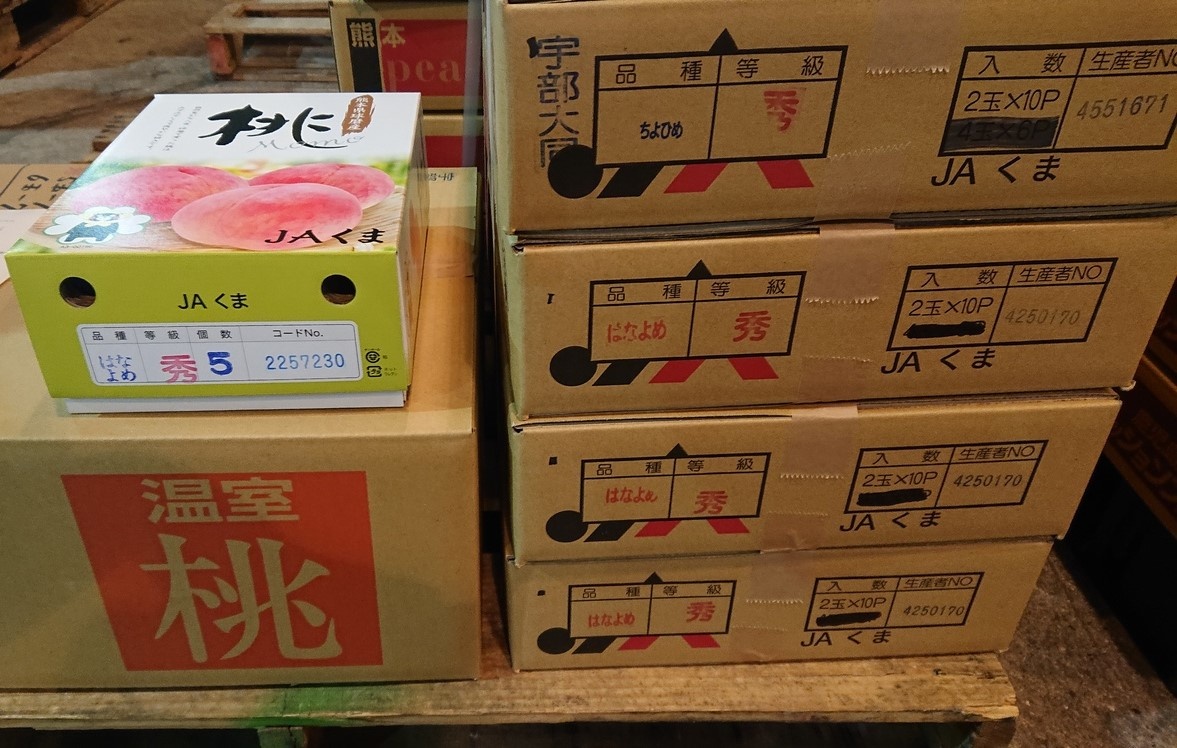 熊本
pea
桃
Momo
熊本県球磨産
JAくま
JAくま
品種 等級 個数 コードNo.
はなよめ 秀 5 2257230
温室
桃
宇部大同
品種 等級
ちよひめ 秀
入数 生産者NO
2玉×10P 4551671
4玉×6P
JAくま
品種 等級
はなよめ 秀
入数 生産者NO
2玉×10P 4250170
JAくま
品種 等級
はなよめ 秀
入数 生産者NO
2玉×10P 4250170
JAくま
品種 等級
はなよめ 秀
入数 生産者NO
2玉×10P 4250170
JAくま